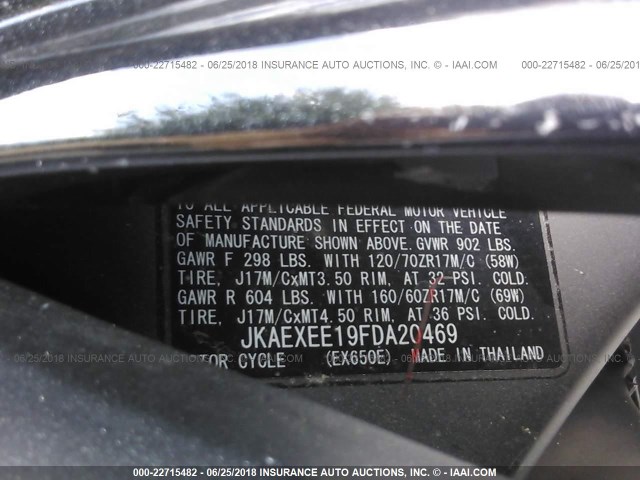 000-22715482 - 06/25/2018 INSURANCE AUTO AUCTIONS, INC. © - IAAI.COM
TO ALL APPLICABLE FEDERAL MOTOR VEHICLE
SAFETY STANDARDS IN EFFECT ON THE DATE
OF MANUFACTURE SHOWN ABOVE. GVWR 902 LBS.
GAWR F 298 LBS. WITH 120/70ZR17M/C (58W)
TIRE, J17M/CxMT3.50 RIM, AT 32 PSI. COLD.
GAWR R 604 LBS. WITH 160/60ZR17M/C (69W)
TIRE, J17M/CxMT4.50 RIM, AT 36 PSI. COLD.
JKAEXEE19FDA20469
CYCLE (EX650E) MADE IN THAILAND
000-22715482 - 06/25/2018 INSURANCE AUTO AUCTIONS, INC. © - IAAI.COM